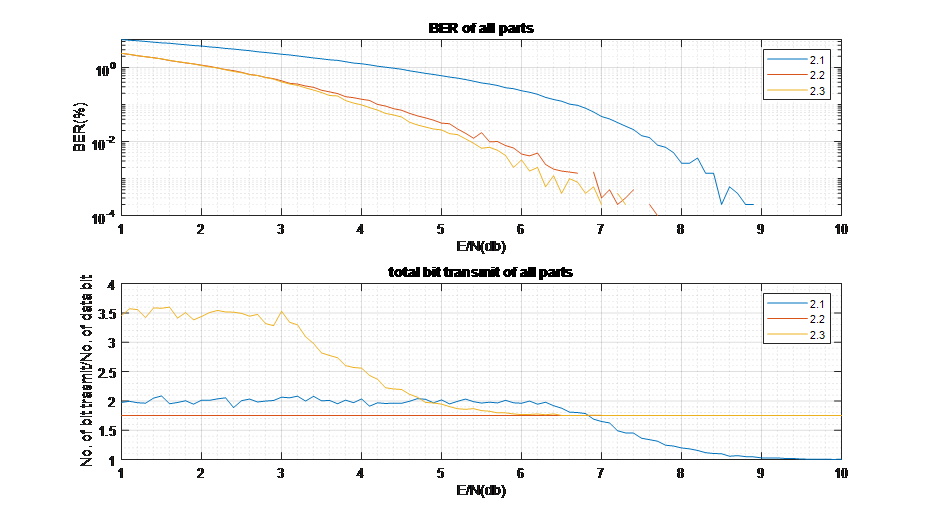 BER of all parts
BER(%)
10^0
10^-2
10^-4
2.1
2.2
2.3
1 2 3 4 5 6 7 8 9 10
E/N(db)
total bit transmit of all parts
No. of bit trasmit/No. of data bit
4
3.5
3
2.5
2
1.5
1
2.1
2.2
2.3
1 2 3 4 5 6 7 8 9 10
E/N(db)